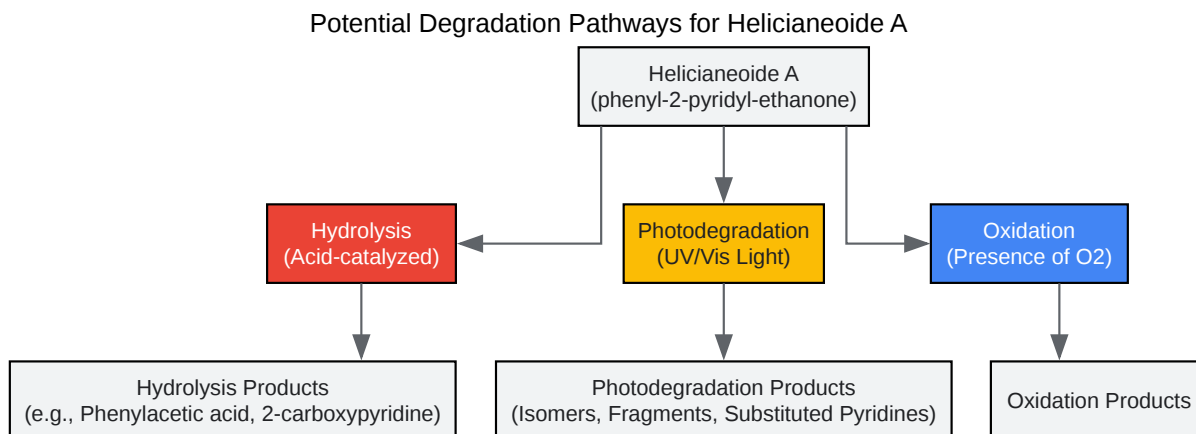 Potential Degradation Pathways for Helicianeoide A
Helicianeoide A
(phenyl-2-pyridyl-ethanone)
Hydrolysis
(Acid-catalyzed)
Photodegradation
(UV/Vis Light)
Oxidation
(Presence of O2)
Hydrolysis Products
(e.g., Phenylacetic acid, 2-carboxypyridine)
Photodegradation Products
(Isomers, Fragments, Substituted Pyridines)
Oxidation Products